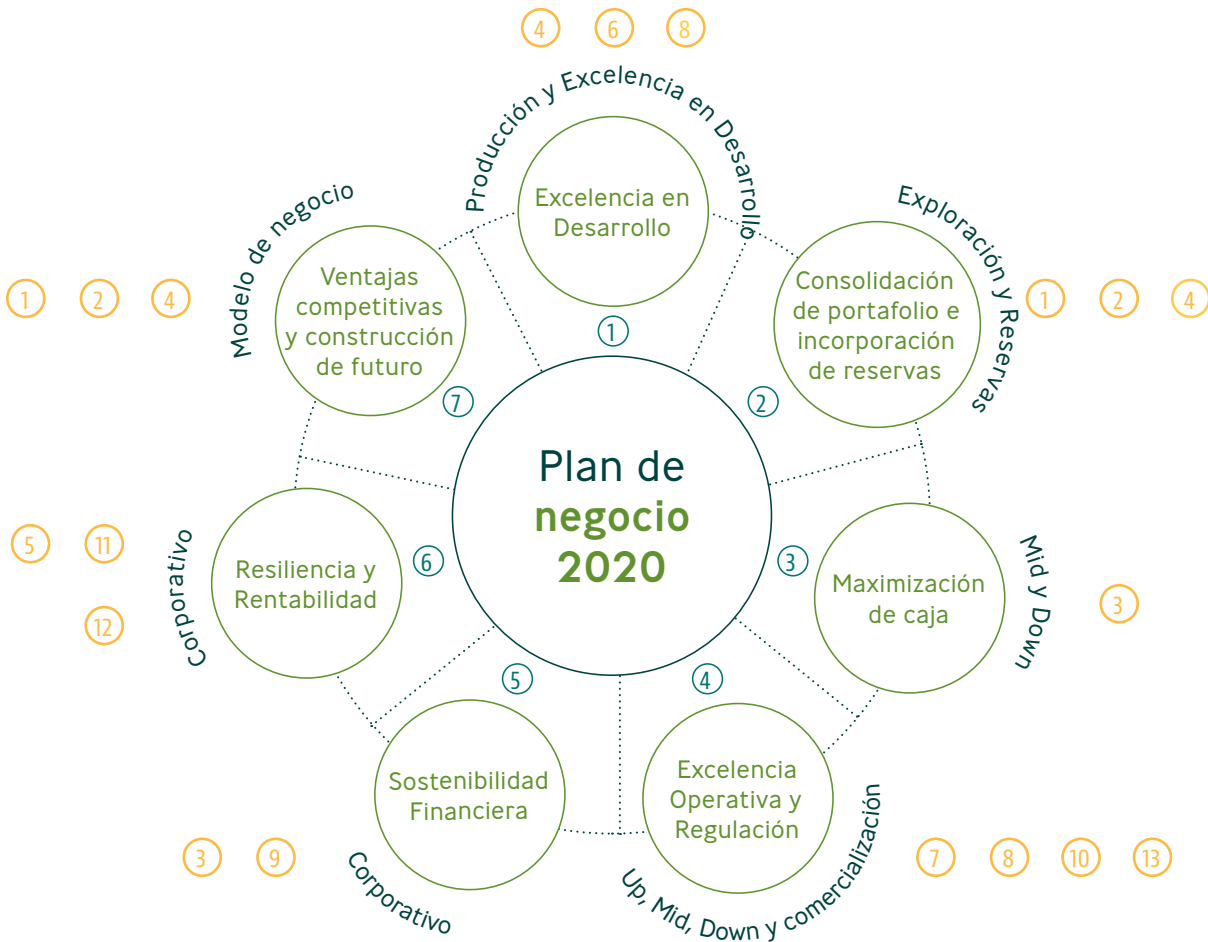 4 6 8
Producción y Excelencia en Desarrollo
Excelencia en
Desarrollo
1
Exploración y Reservas
Consolidación
de portafolio e
incorporación
de reservas
2
1 2 4
Mid y Down
Maximización
de caja
3
3
Up, Mid, Down y comercialización
Excelencia
Operativa y
Regulación
4
7 8 10 13
Corporativo
Sostenibilidad
Financiera
5
3 9
Corporativo
Resiliencia y
Rentabilidad
6
5 11
12
Modelo de negocio
Ventajas
competitivas
y construcción
de futuro
7
1 2 4
Plan de
negocio
2020